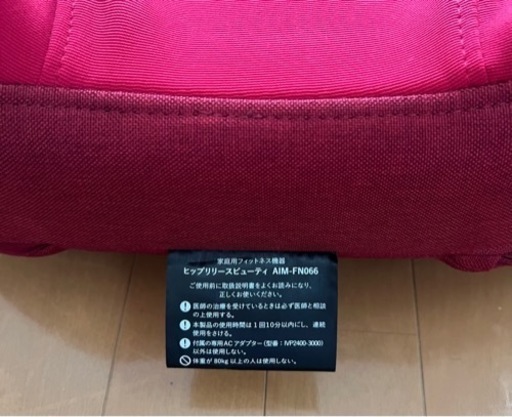 家庭用フィットネス機器
ヒップリリースビューティ AIM-FN066
ご使用前に取扱説明書をよくお読みになり、
正しくお使いください。
医師の治療を受けているときは必ず医師と相談
の上使用する。
本製品の使用時間は1回10分以内にし、連続
使用をさける。
付属の専用ACアダプター(型番:IVP2400-3000)
以外は使用しない。
体重が80kg以上の人は使用しない。